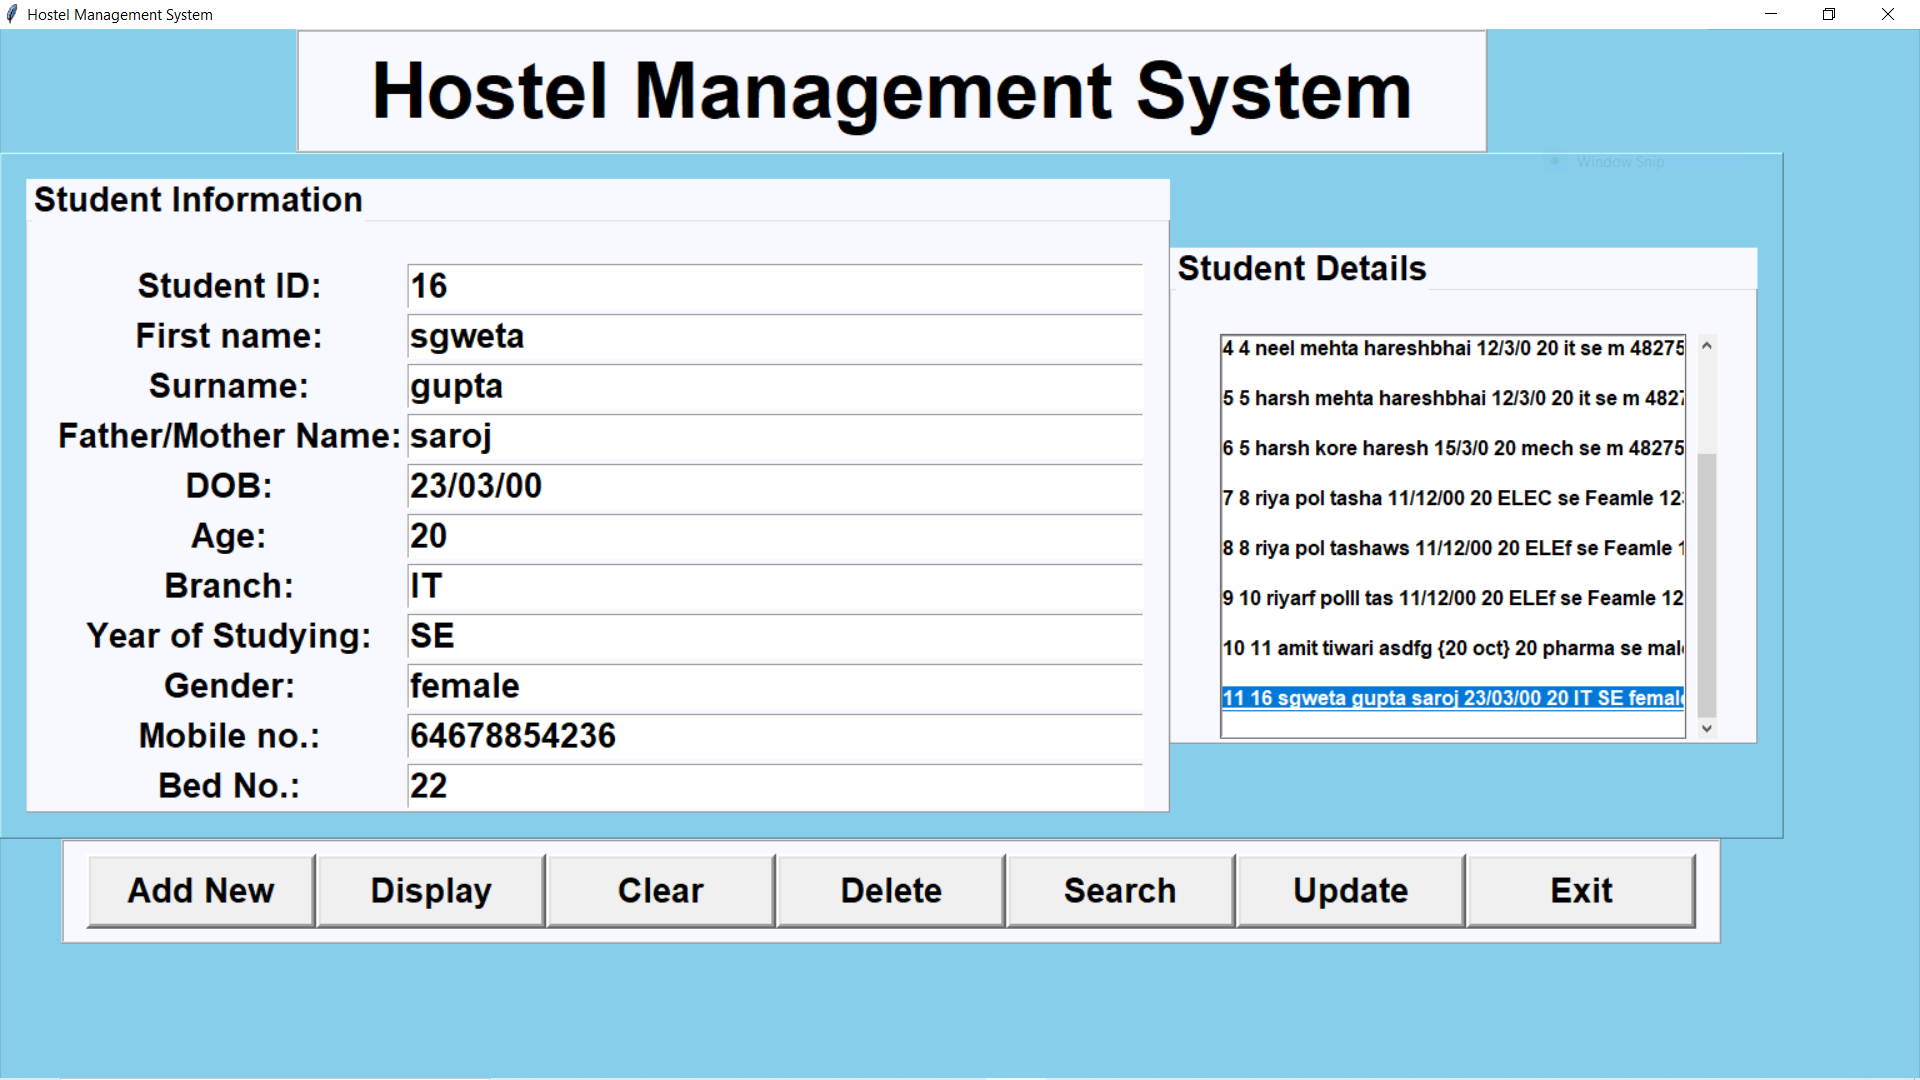 Hostel Management System
Hostel Management System
Window Snip
Student Information
Student ID: 16
First name: sgweta
Surname: gupta
Father/Mother Name: saroj
DOB: 23/03/00
Age: 20
Branch: IT
Year of Studying: SE
Gender: female
Mobile no.: 64678854236
Bed No.: 22
Student Details
4 4 neel mehta hareshbhai 12/3/0 20 it se m 48275
5 5 harsh mehta hareshbhai 12/3/0 20 it se m 4827
6 5 harsh kore haresh 15/3/0 20 mech se m 48275
7 8 riya pol tasha 11/12/00 20 ELEC se Feamle 12
8 8 riya pol tashaws 11/12/00 20 ELEf se Feamle 1
9 10 riyarf polll tas 11/12/00 20 ELEf se Feamle 12
10 11 amit tiwari asdfg {20 oct} 20 pharma se mal
11 16 sgweta gupta saroj 23/03/00 20 IT SE femal
Add New Display Clear Delete Search Update Exit